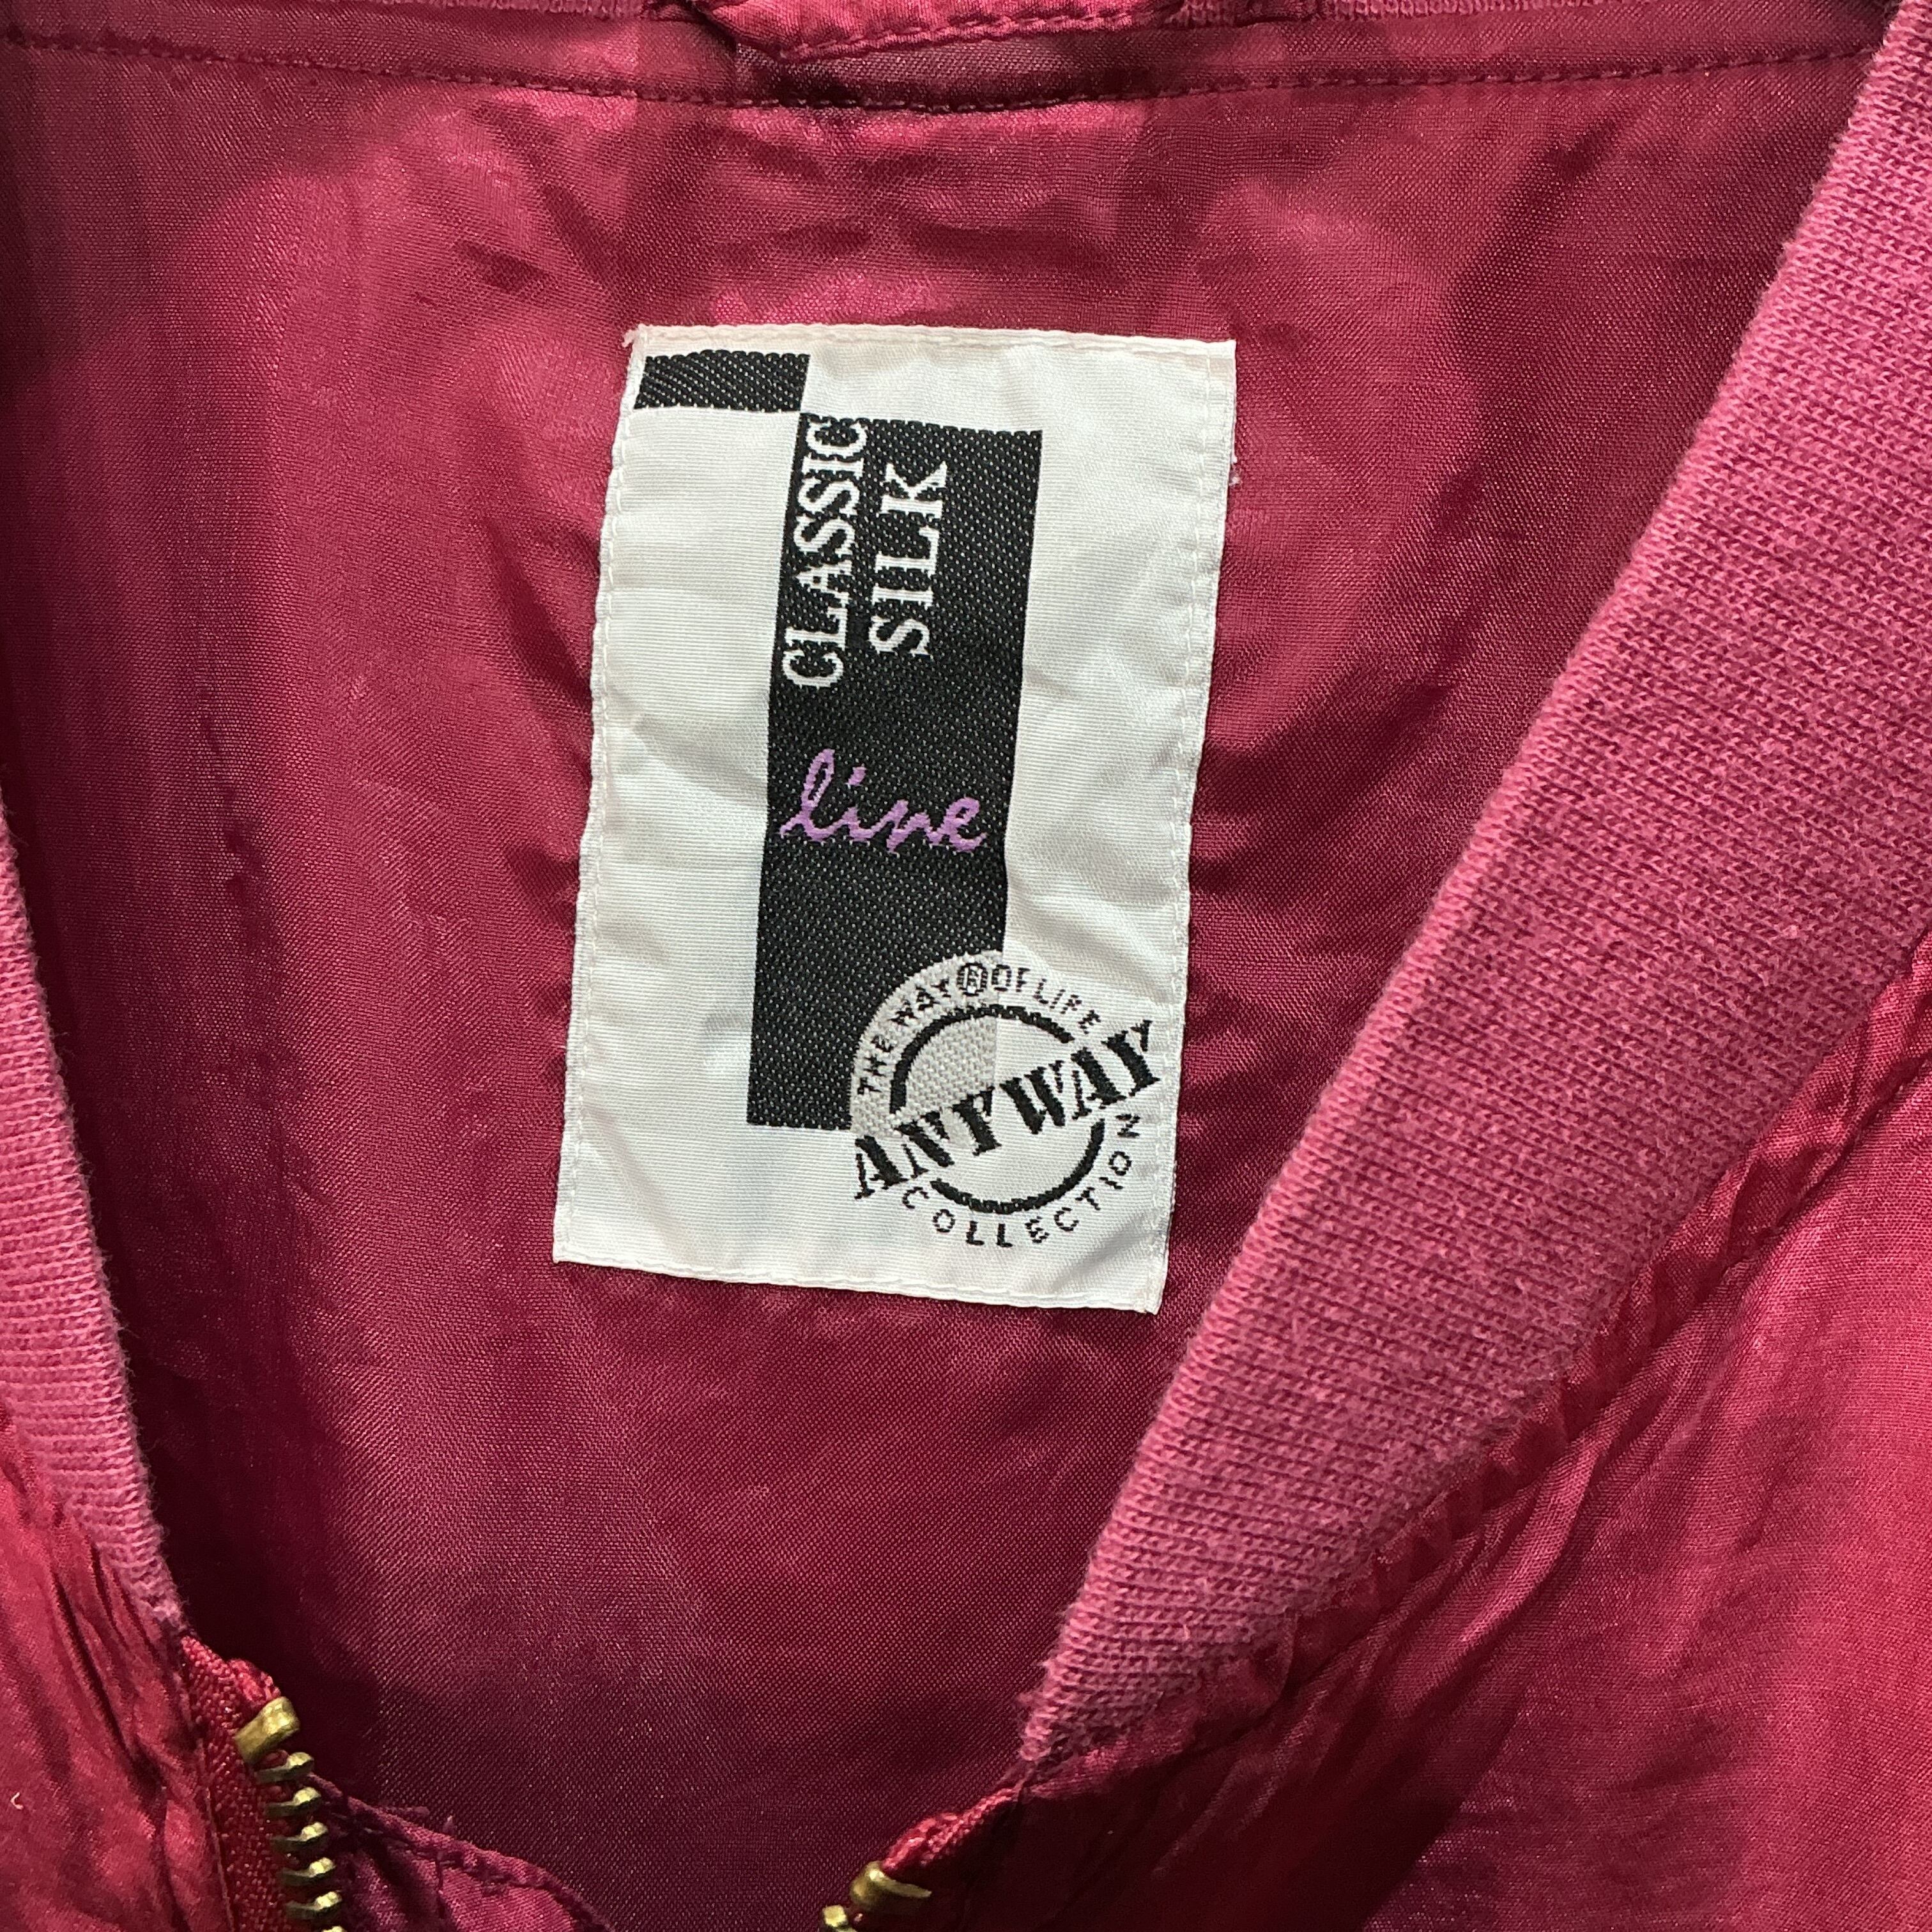 CLASSIC
SILK
line
THE WAY ® OF LIFE
ANYWAY
COLLECTION